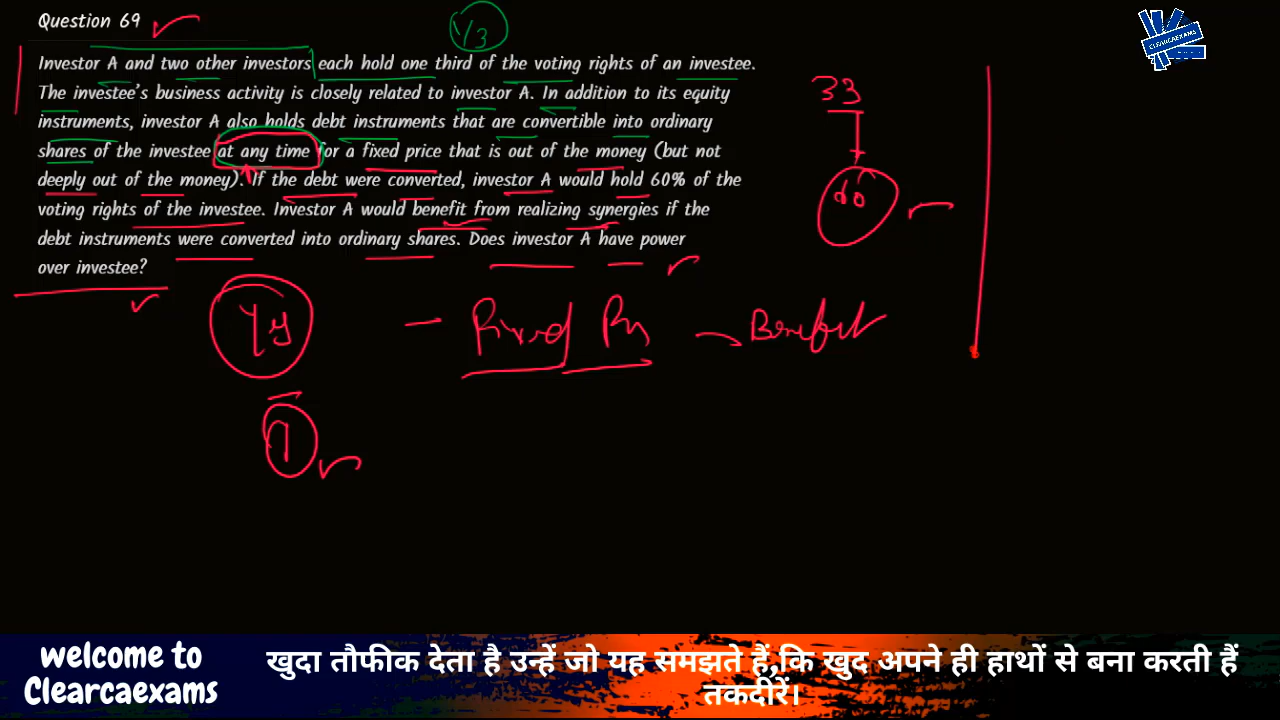 Question 69
1/3
Investor A and two other investors each hold one third of the voting rights of an investee.
The investee's business activity is closely related to investor A. In addition to its equity
instruments, investor A also holds debt instruments that are convertible into ordinary
shares of the investee at any time for a fixed price that is out of the money (but not
deeply out of the money). If the debt were converted, investor A would hold 60% of the
voting rights of the investee. Investor A would benefit from realizing synergies if the
debt instruments were converted into ordinary shares. Does investor A have power
over investee?
CLEARCAEXAMS
33
60
Fixed
Benefit
welcome to
Clearcaexams
खुदा तौफीक देता है उन्हें जो यह समझते हैं,कि खुद अपने ही हाथों से बना करती हैं
तकदीरें।